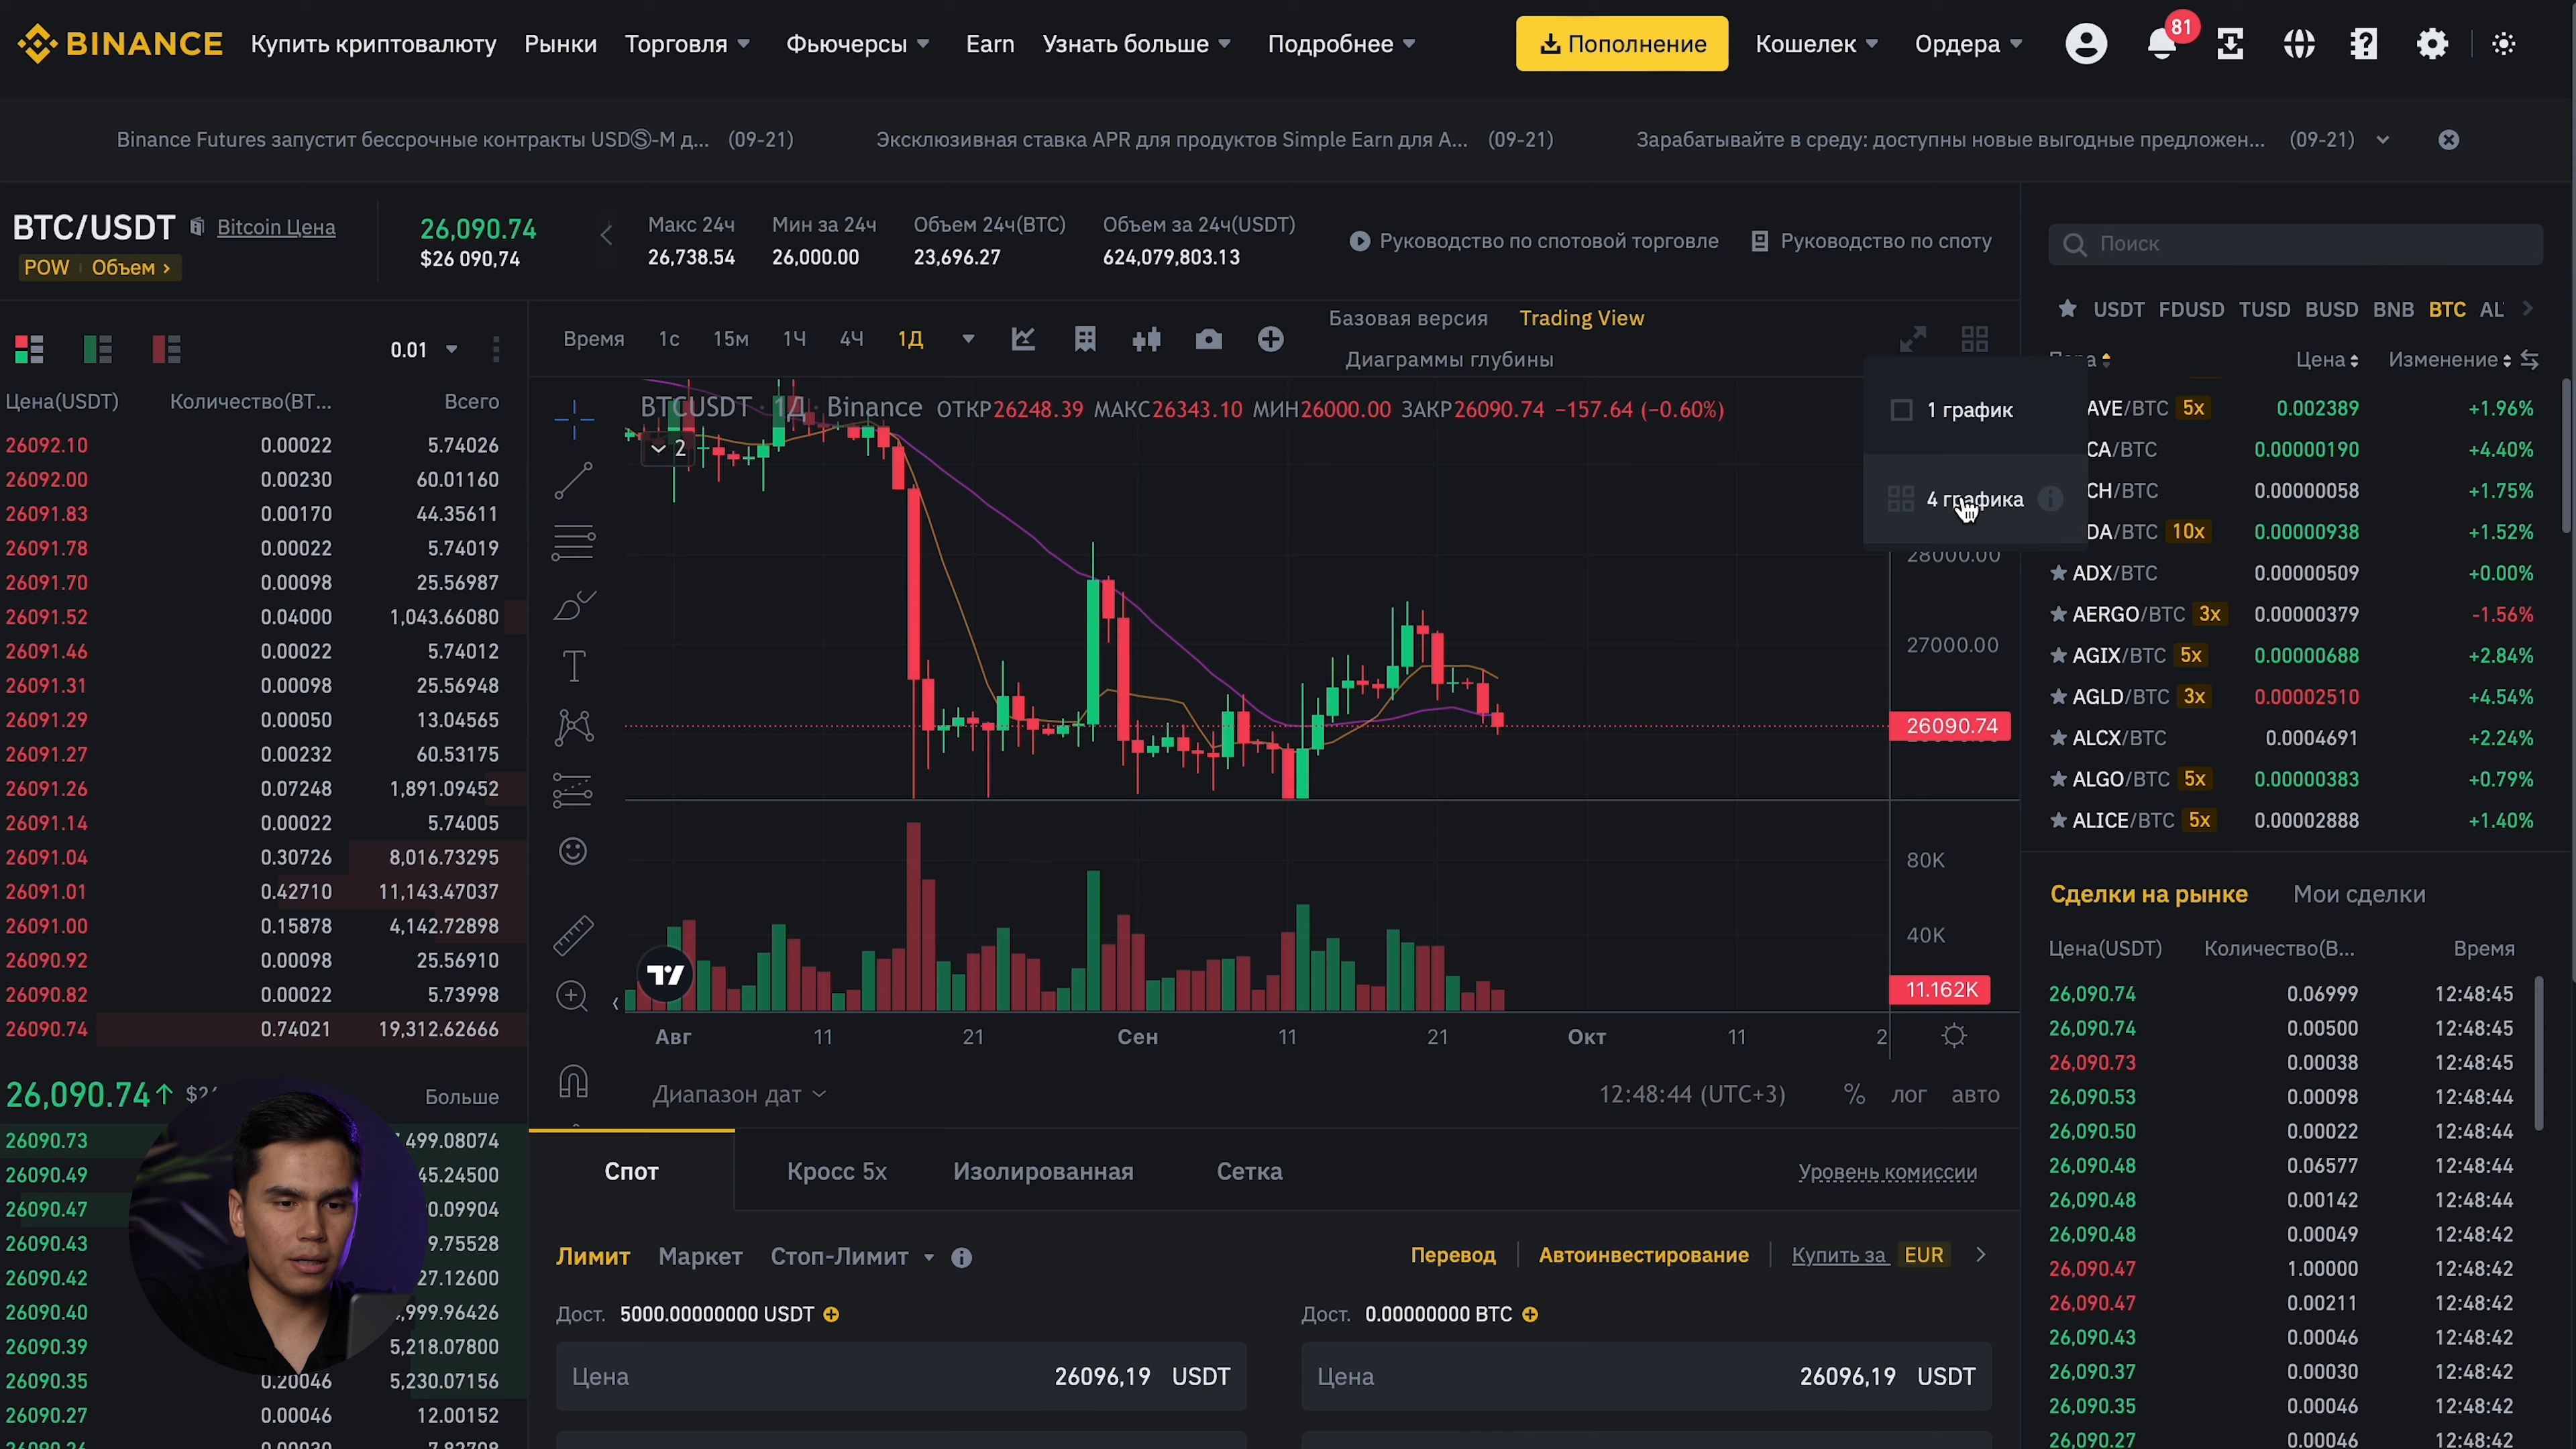 BINANCE
Купить криптовалюту
Рынки
Торговля
Фьючерсы
Earn
Узнать больше
Подробнее
Пополнение
Кошелек
Ордера
81
Binance Futures запустит бессрочные контракты USDⓈ-M д... (09-21)
Эксклюзивная ставка APR для продуктов Simple Earn для А... (09-21)
Зарабатывайте в среду: доступны новые выгодные предложен... (09-21)
BTC/USDT
Bitcoin Цена
POW
Объем
26,090.74
$26 090,74
Макс 24ч
26,738.54
Мин за 24ч
26,000.00
Объем 24ч(BTC)
23,696.27
Объем за 24ч(USDT)
624,079,803.13
Руководство по спотовой торговле
Руководство по споту
0.01
Цена(USDT) Количество(BT... Всего
26092.10 0.00022 5.74026
26092.00 0.00230 60.01160
26091.83 0.00170 44.35611
26091.78 0.00022 5.74019
26091.70 0.00098 25.56987
26091.52 0.04000 1,043.66080
26091.46 0.00022 5.74012
26091.31 0.00098 25.56948
26091.29 0.00050 13.04565
26091.27 0.00232 60.53175
26091.26 0.07248 1,891.09452
26091.14 0.00022 5.74005
26091.04 0.30726 8,016.73295
26091.01 0.42710 11,143.47037
26091.00 0.15878 4,142.72898
26090.92 0.00098 25.56910
26090.82 0.00022 5.73998
26090.74 0.74021 19,312.62666
26,090.74 Больше
26090.73 499.08074
26090.49 45.24500
26090.47 0.09904
26090.43 9.75528
26090.42 27.12600
26090.40 ,999.96426
26090.39 5,218.07800
26090.35 0.20046 5,230.07156
26090.27 0.00046 12.00152
Время 1с 15м 1Ч 4Ч 1Д
Базовая версия
Trading View
Диаграммы глубины
BTCUSDT · 1Д · Binance ОТКР26248.39 МАКС26343.10 МИН26000.00 ЗАКР26090.74 −157.64 (−0.60%)
2
1 график
4 графика
28000.00
27000.00
26090.74
80K
40K
11.162K
Авг 11 21 Сен 11 21 Окт 11 2
Диапазон дат
12:48:44 (UTC+3)
%
лог
авто
Спот
Кросс 5x
Изолированная
Сетка
Уровень комиссии
Лимит
Маркет
Стоп-Лимит
Перевод
Автоинвестирование
Купить за EUR
Дост. 5000.00000000 USDT
Цена 26096,19 USDT
Дост. 0.00000000 BTC
Цена 26096,19 USDT
Поиск
USDT FDUSD TUSD BUSD BNB BTC AL
Цена Изменение
AVE/BTC 5x 0.002389 +1.96%
CA/BTC 0.00000190 +4.40%
CH/BTC 0.00000058 +1.75%
DA/BTC 10x 0.00000938 +1.52%
ADX/BTC 0.00000509 +0.00%
AERGO/BTC 3x 0.00000379 -1.56%
AGIX/BTC 5x 0.00000688 +2.84%
AGLD/BTC 3x 0.00002510 +4.54%
ALCX/BTC 0.0004691 +2.24%
ALGO/BTC 5x 0.00000383 +0.79%
ALICE/BTC 5x 0.00002888 +1.40%
Сделки на рынке
Мои сделки
Цена(USDT) Количество(B... Время
26,090.74 0.06999 12:48:45
26,090.74 0.00500 12:48:45
26,090.73 0.00038 12:48:45
26,090.53 0.00098 12:48:44
26,090.50 0.00022 12:48:44
26,090.48 0.06577 12:48:44
26,090.48 0.00142 12:48:44
26,090.48 0.00049 12:48:42
26,090.47 1.00000 12:48:42
26,090.47 0.00211 12:48:42
26,090.43 0.00046 12:48:42
26,090.37 0.00030 12:48:42
26,090.35 0.00046 12:48:42
26,090.27 0.00046 12:48:42